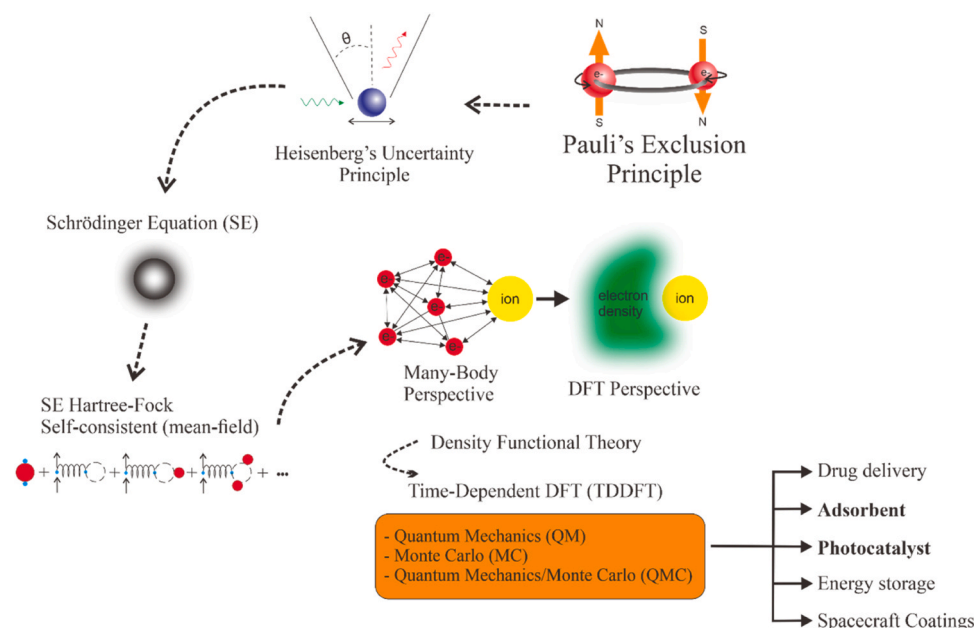 θ
N
S
e-
e-
S
N
Heisenberg's Uncertainty
Principle
Pauli's Exclusion
Principle
Schrödinger Equation (SE)
e-
e-
e-
e-
e-
ion
electron
density
ion
Many-Body
Perspective
DFT Perspective
SE Hartree-Fock
Self-consistent (mean-field)
+ + + + ...
Density Functional Theory
Time-Dependent DFT (TDDFT)
- Quantum Mechanics (QM)
- Monte Carlo (MC)
- Quantum Mechanics/Monte Carlo (QMC)
Drug delivery
Adsorbent
Photocatalyst
Energy storage
Spacecraft Coatings